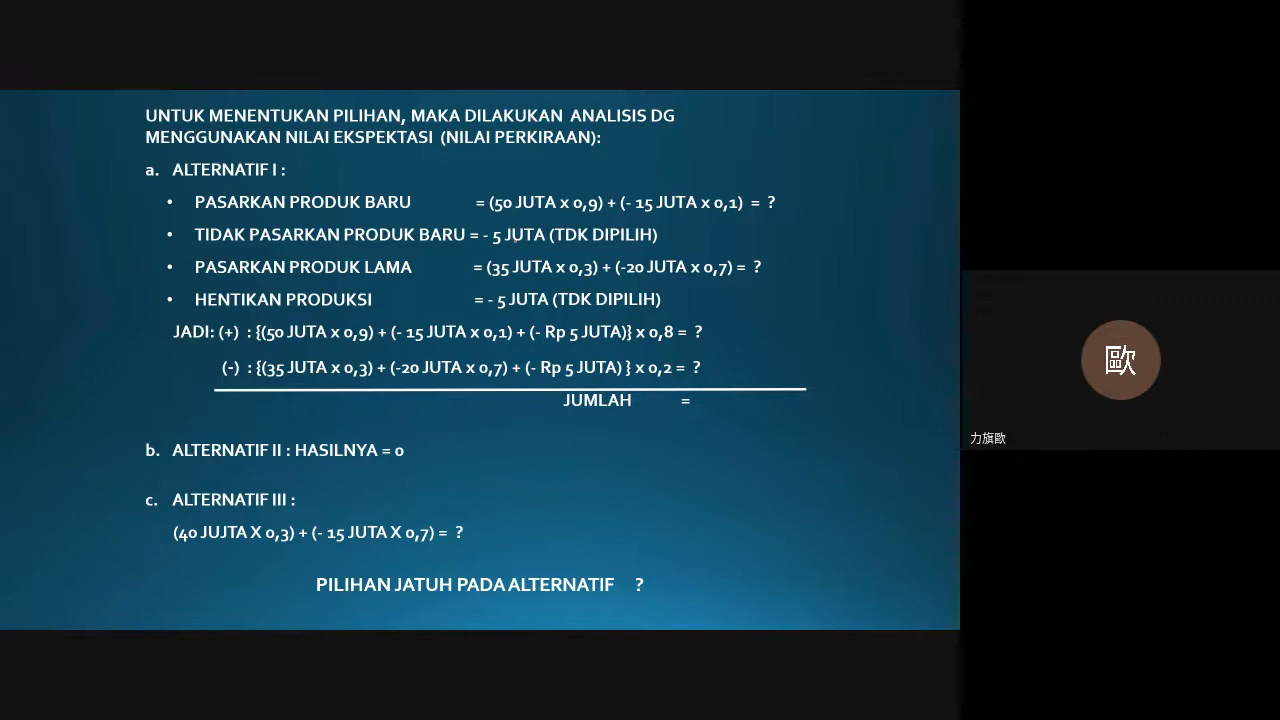 UNTUK MENENTUKAN PILIHAN, MAKA DILAKUKAN ANALISIS DG
MENGGUNAKAN NILAI EKSPEKTASI (NILAI PERKIRAAN):
a. ALTERNATIF I :
• PASARKAN PRODUK BARU = (50 JUTA x 0,9) + (- 15 JUTA x 0,1) = ?
• TIDAK PASARKAN PRODUK BARU = - 5 JUTA (TDK DIPILIH)
• PASARKAN PRODUK LAMA = (35 JUTA x 0,3) + (-20 JUTA x 0,7) = ?
• HENTIKAN PRODUKSI = - 5 JUTA (TDK DIPILIH)
JADI: (+) : {(50 JUTA x 0,9) + (- 15 JUTA x 0,1) + (- Rp 5 JUTA)} x 0,8 = ?
(-) : {(35 JUTA x 0,3) + (-20 JUTA x 0,7) + (- Rp 5 JUTA) } x 0,2 = ?
JUMLAH =
b. ALTERNATIF II : HASILNYA = 0
c. ALTERNATIF III :
(40 JUJTA X 0,3) + (- 15 JUTA X 0,7) = ?
PILIHAN JATUH PADA ALTERNATIF ?
歐
力旗歐